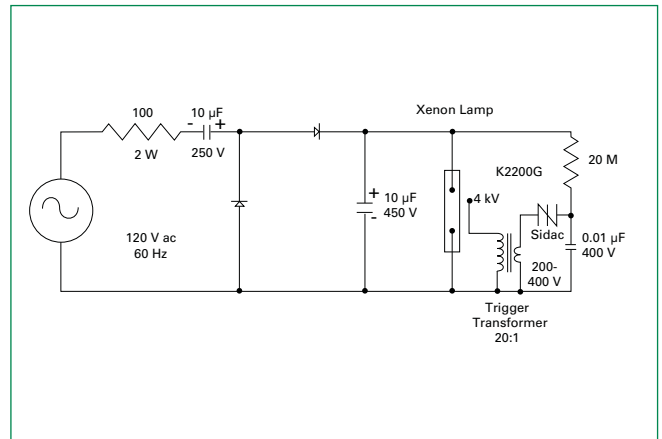 100
2 W
- 10 μF +
250 V
120 V ac
60 Hz
+ 10 μF
- 450 V
Xenon Lamp
4 kV
K2200G
Sidac
20 M
0.01 μF
400 V
200-
400 V
Trigger
Transformer
20:1